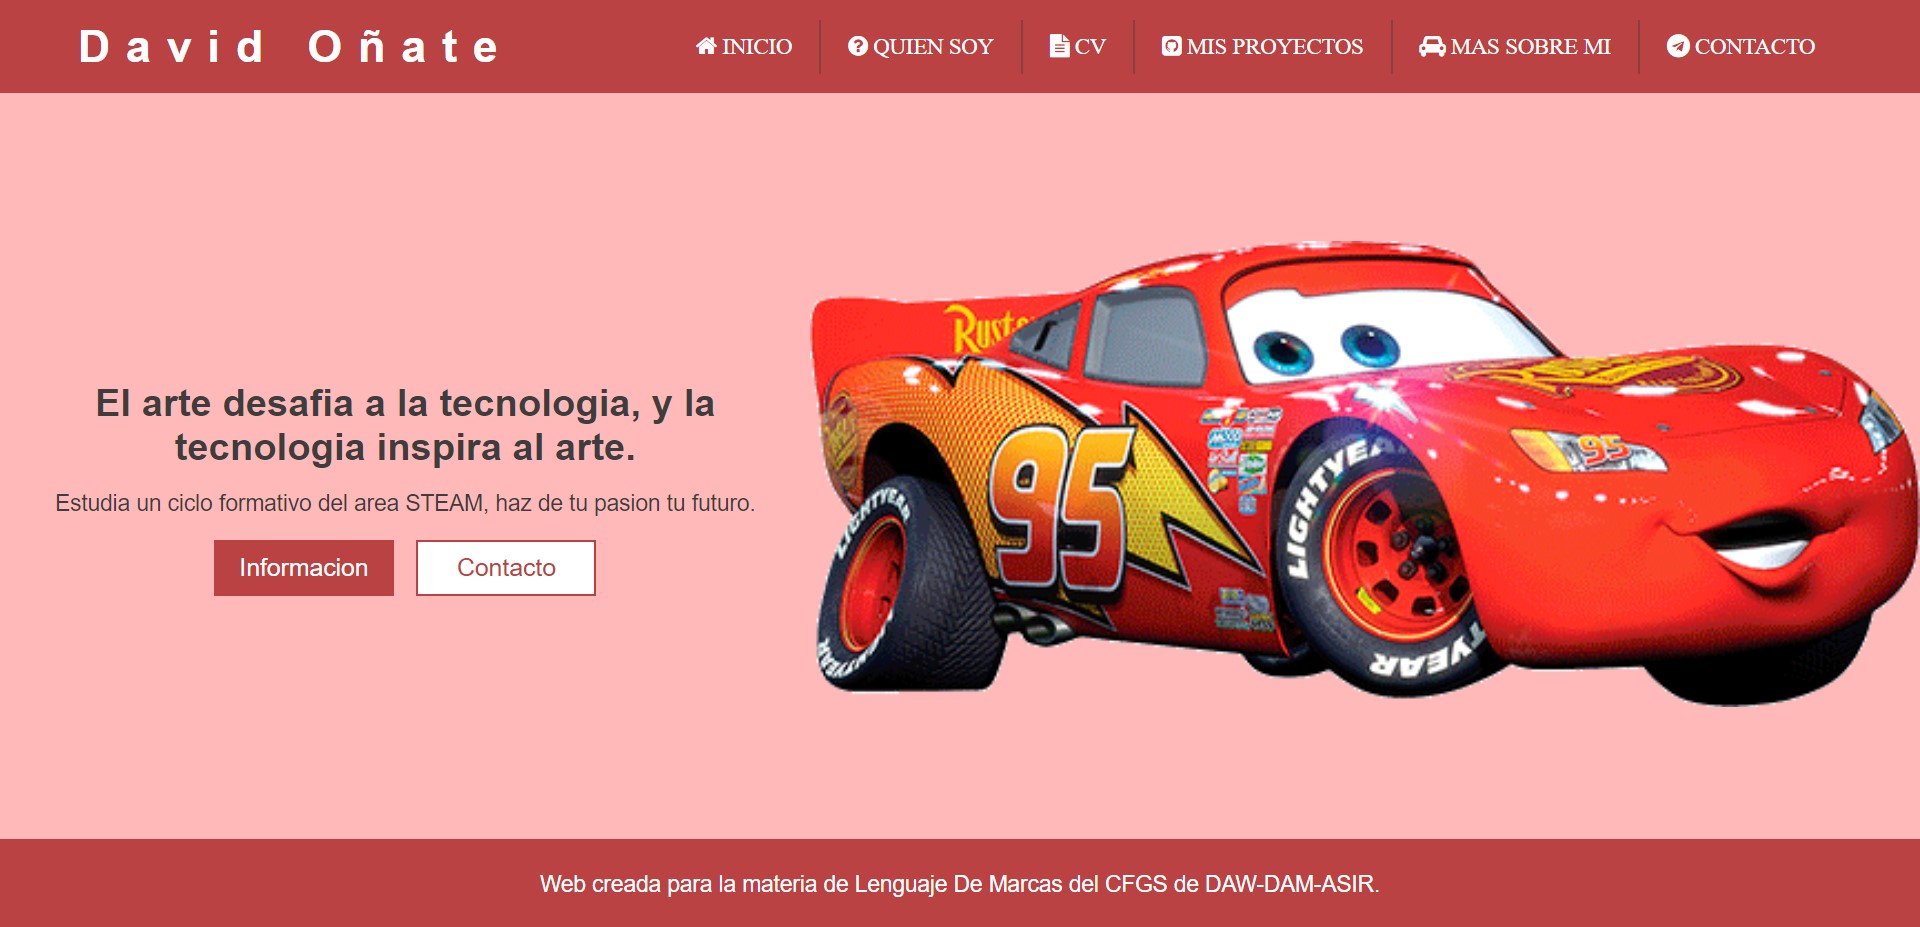 David Oñate
INICIO
QUIEN SOY
CV
MIS PROYECTOS
MAS SOBRE MI
CONTACTO
El arte desafia a la tecnologia, y la
tecnologia inspira al arte.
Estudia un ciclo formativo del area STEAM, haz de tu pasion tu futuro.
Informacion
Contacto
95
95
LIGHTYEAR
LIGHTYEAR
Web creada para la materia de Lenguaje De Marcas del CFGS de DAW-DAM-ASIR.